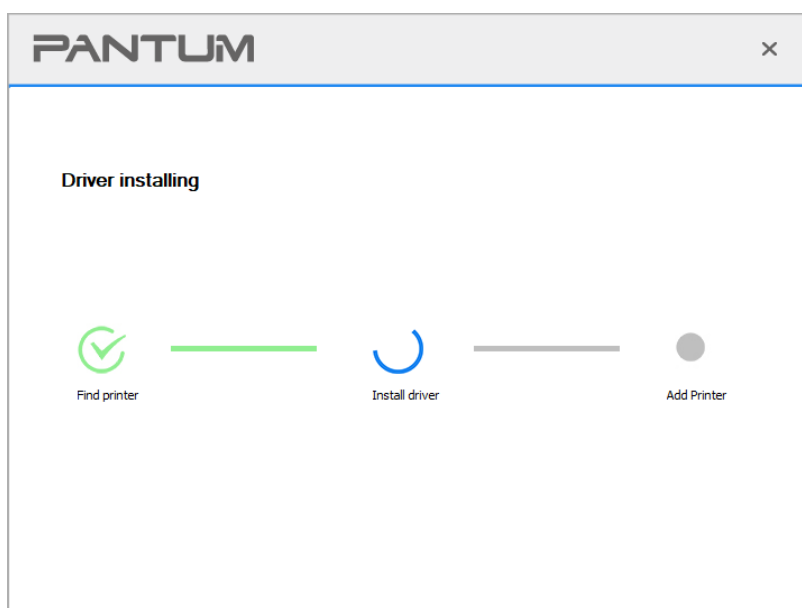 PANTUM
Driver installing
Find printer
Install driver
Add Printer